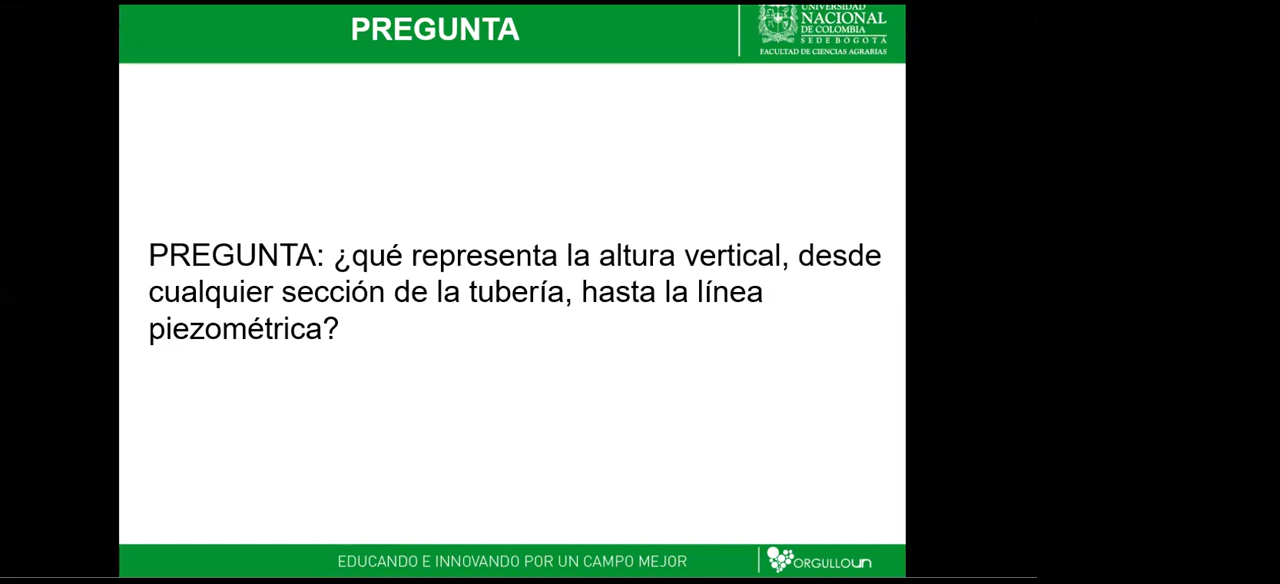 PREGUNTA
UNIVERSIDAD
NACIONAL
DE COLOMBIA
SEDE BOGOTÁ
FACULTAD DE CIENCIAS AGRARIAS
PREGUNTA: ¿qué representa la altura vertical, desde
cualquier sección de la tubería, hasta la línea
piezométrica?
EDUCANDO E INNOVANDO POR UN CAMPO MEJOR
ORGULLOUN